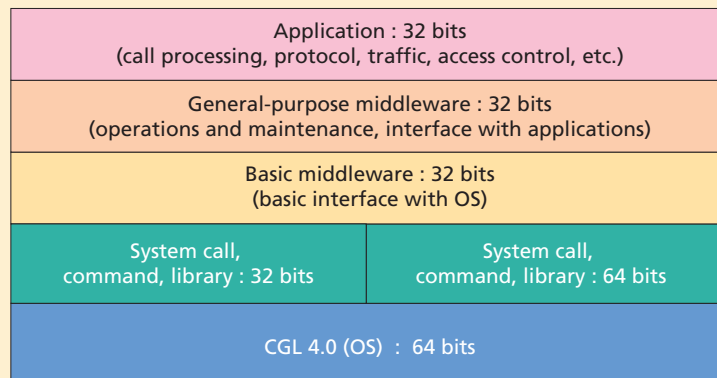 Application : 32 bits
(call processing, protocol, traffic, access control, etc.)
General-purpose middleware : 32 bits
(operations and maintenance, interface with applications)
Basic middleware : 32 bits
(basic interface with OS)
System call,
command, library : 32 bits
System call,
command, library : 64 bits
CGL 4.0 (OS) : 64 bits